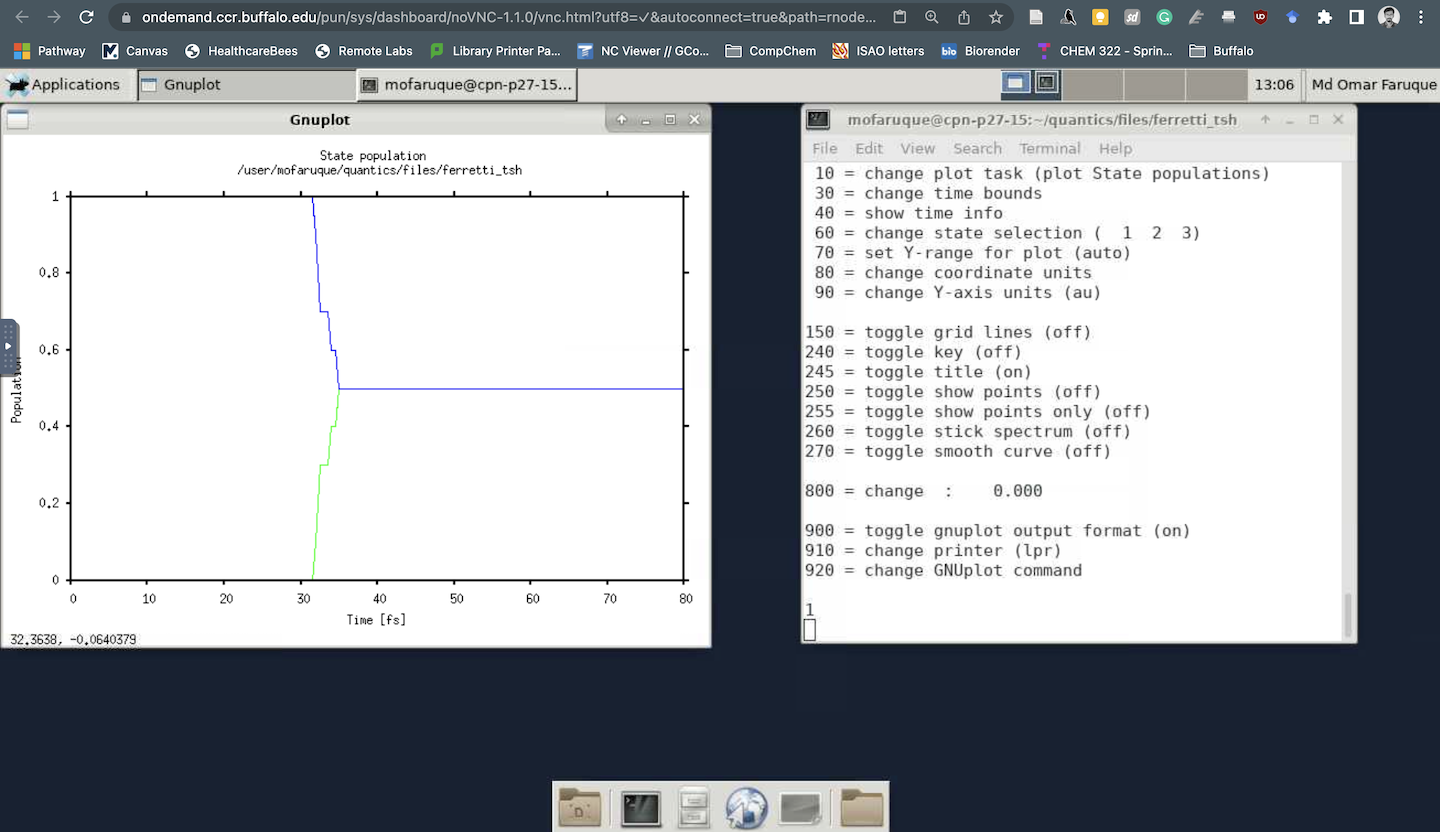 ondemand.ccr.buffalo.edu/pun/sys/dashboard/noVNC-1.1.0/vnc.html?utf8=✓&autoconnect=true&path=rnode...
Pathway Canvas HealthcareBees Remote Labs Library Printer Pa... NC Viewer // GCo... CompChem ISAO letters bio Biorender CHEM 322 - Sprin... Buffalo
Applications Gnuplot mofaruque@cpn-p27-15... 13:06 Md Omar Faruque
Gnuplot
State population
/user/mofaruque/quantics/files/ferretti_tsh
1
0.8
0.6
0.4
0.2
0
Population
0 10 20 30 40 50 60 70 80
Time [fs]
32.3638, -0.0640379
mofaruque@cpn-p27-15:~/quantics/files/ferretti_tsh
File Edit View Search Terminal Help
10 = change plot task (plot State populations)
30 = change time bounds
40 = show time info
60 = change state selection ( 1 2 3)
70 = set Y-range for plot (auto)
80 = change coordinate units
90 = change Y-axis units (au)
150 = toggle grid lines (off)
240 = toggle key (off)
245 = toggle title (on)
250 = toggle show points (off)
255 = toggle show points only (off)
260 = toggle stick spectrum (off)
270 = toggle smooth curve (off)
800 = change : 0.000
900 = toggle gnuplot output format (on)
910 = change printer (lpr)
920 = change GNUplot command
1